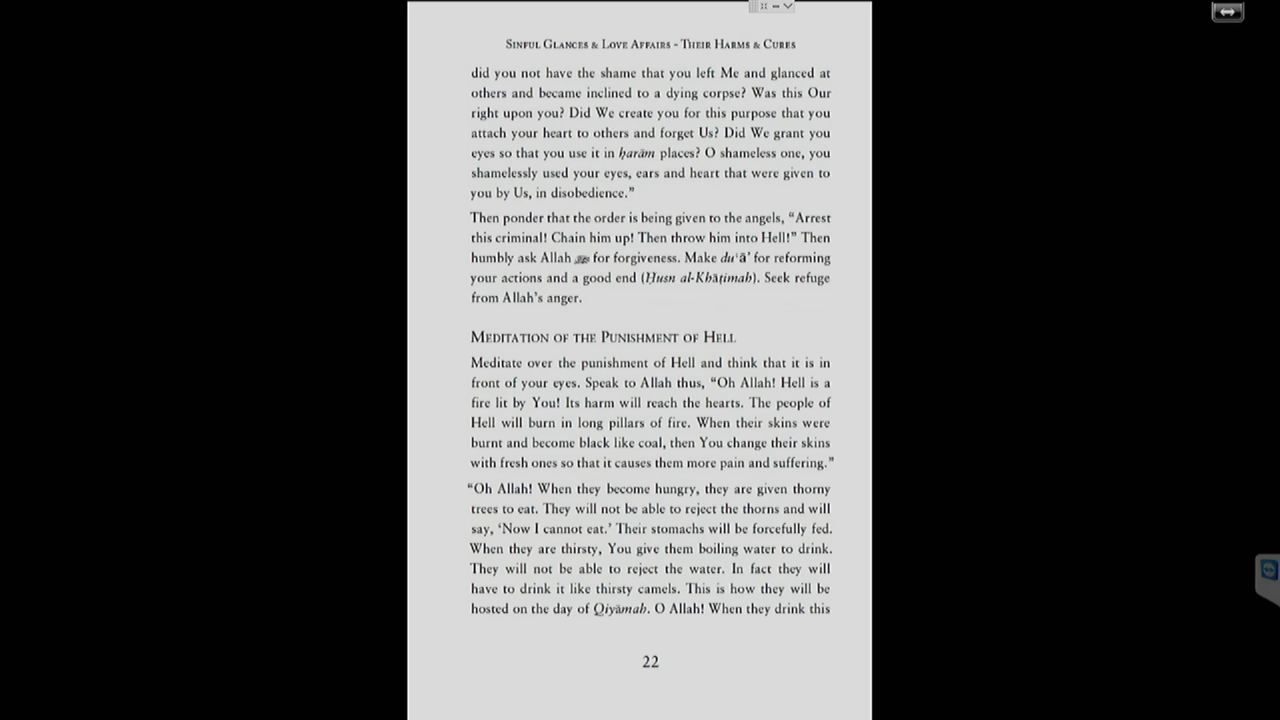 SINFUL GLANCES & LOVE AFFAIRS - THEIR HARMS & CURES
did you not have the shame that you left Me and glanced at
others and became inclined to a dying corpse? Was this Our
right upon you? Did We create you for this purpose that you
attach your heart to others and forget Us? Did We grant you
eyes so that you use it in ḥarām places? O shameless one, you
shamelessly used your eyes, ears and heart that were given to
you by Us, in disobedience.”
Then ponder that the order is being given to the angels, “Arrest
this criminal! Chain him up! Then throw him into Hell!” Then
humbly ask Allah for forgiveness. Make du‘ā’ for reforming
your actions and a good end (Ḥusn al-Khāṭimah). Seek refuge
from Allah’s anger.
MEDITATION OF THE PUNISHMENT OF HELL
Meditate over the punishment of Hell and think that it is in
front of your eyes. Speak to Allah thus, “Oh Allah! Hell is a
fire lit by You! Its harm will reach the hearts. The people of
Hell will burn in long pillars of fire. When their skins were
burnt and become black like coal, then You change their skins
with fresh ones so that it causes them more pain and suffering.”
“Oh Allah! When they become hungry, they are given thorny
trees to eat. They will not be able to reject the thorns and will
say, ‘Now I cannot eat.’ Their stomachs will be forcefully fed.
When they are thirsty, You give them boiling water to drink.
They will not be able to reject the water. In fact they will
have to drink it like thirsty camels. This is how they will be
hosted on the day of Qiyāmah. O Allah! When they drink this
22